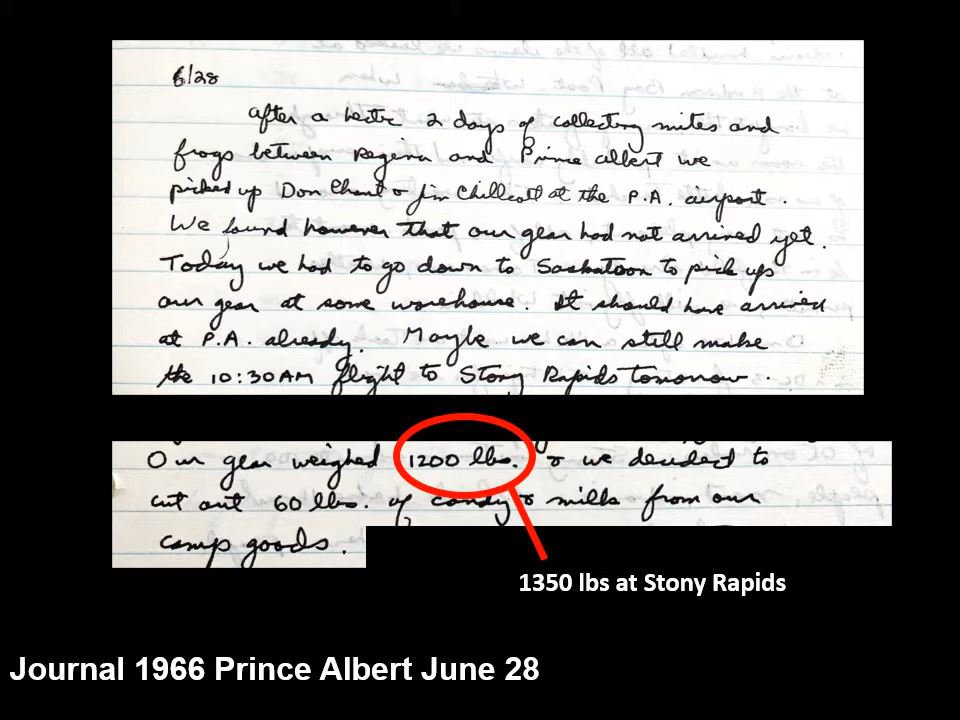 6/28
After a hectic 2 days of collecting mites and
frogs between Regina and Prince Albert we
picked up Don Chant & Jim Chillcott at the P.A. airport.
We found however that our gear had not arrived yet.
Today we had to go down to Saskatoon to pick up
our gear at some warehouse. It should have arrived
at P.A. already. Maybe we can still make
the 10:30AM flight to Stony Rapids tomorrow.
Our gear weighed 1200 lbs. & we decided to
cut out 60 lbs. of candy & milk from our
camp goods.
1350 lbs at Stony Rapids
Journal 1966 Prince Albert June 28